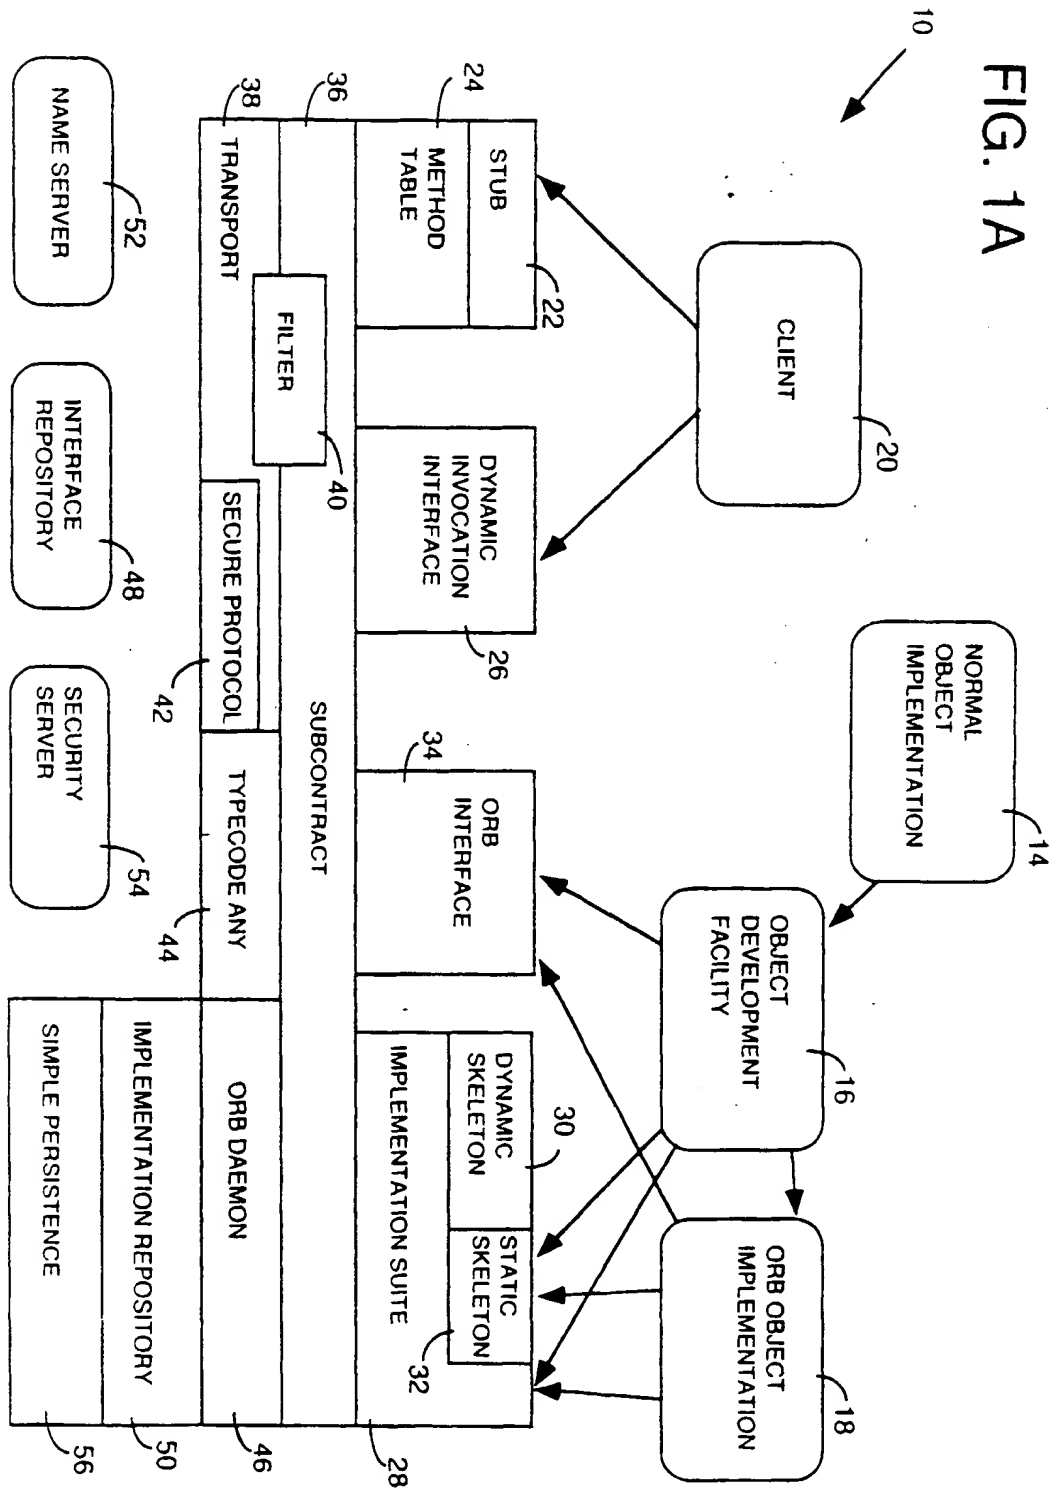 FIG. 1A
10
CLIENT
20
NORMAL
OBJECT
IMPLEMENTATION
14
OBJECT
DEVELOPMENT
FACILITY
16
ORB OBJECT
IMPLEMENTATION
18
STUB
22
24
METHOD
TABLE
DYNAMIC
INVOCATION
INTERFACE
26
34
ORB
INTERFACE
DYNAMIC
SKELETON
30
STATIC
SKELETON
32
IMPLEMENTATION SUITE
28
36
SUBCONTRACT
FILTER
40
38
TRANSPORT
SECURE PROTOCOL
42
TYPECODE ANY
44
ORB DAEMON
46
IMPLEMENTATION REPOSITORY
50
SIMPLE PERSISTENCE
56
NAME SERVER
52
INTERFACE
REPOSITORY
48
SECURITY
SERVER
54